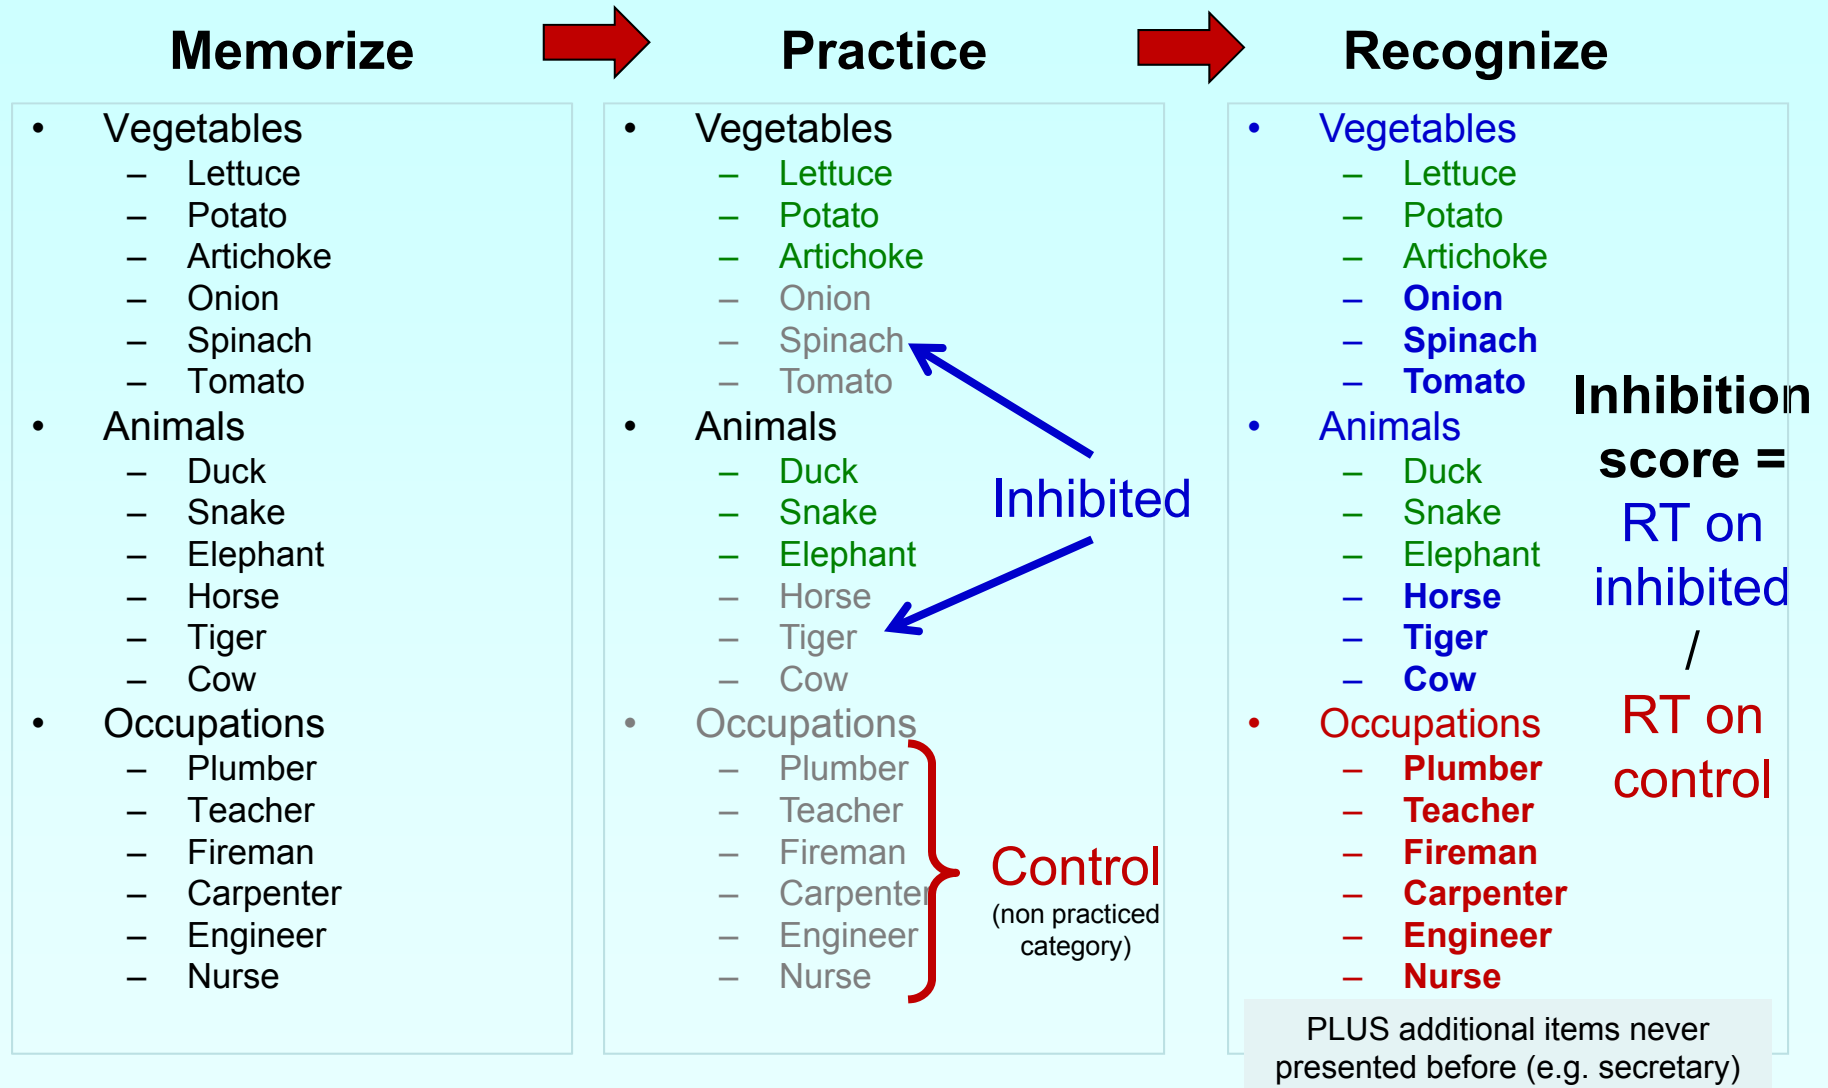 Memorize
Practice
Recognize
• Vegetables
– Lettuce
– Potato
– Artichoke
– Onion
– Spinach
– Tomato
• Animals
– Duck
– Snake
– Elephant
– Horse
– Tiger
– Cow
• Occupations
– Plumber
– Teacher
– Fireman
– Carpenter
– Engineer
– Nurse
• Vegetables
– Lettuce
– Potato
– Artichoke
– Onion
– Spinach
– Tomato
• Animals
– Duck
– Snake
– Elephant
– Horse
– Tiger
– Cow
• Occupations
– Plumber
– Teacher
– Fireman
– Carpenter
– Engineer
– Nurse
Inhibited
Control
(non practiced
category)
• Vegetables
– Lettuce
– Potato
– Artichoke
– Onion
– Spinach
– Tomato
• Animals
– Duck
– Snake
– Elephant
– Horse
– Tiger
– Cow
• Occupations
– Plumber
– Teacher
– Fireman
– Carpenter
– Engineer
– Nurse
Inhibition
score =
RT on
inhibited
/
RT on
control
PLUS additional items never
presented before (e.g. secretary)